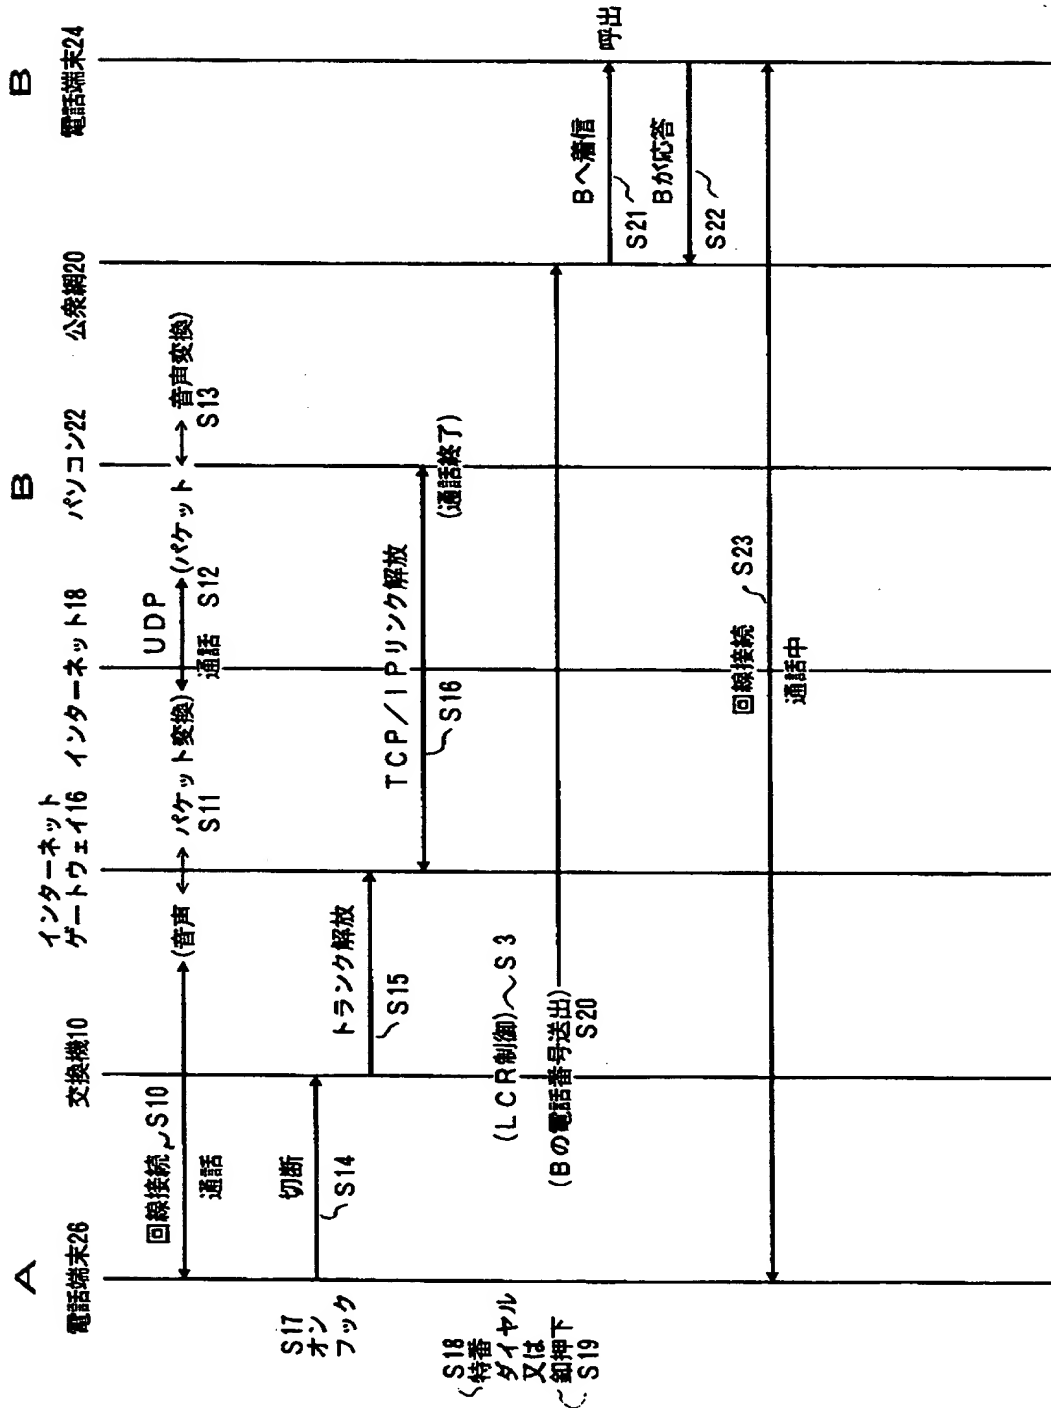 A
B
B
電話端末26
交換機10
インターネット
ゲートウェイ16
インターネット18
パソコン22
公衆網20
電話端末24
回線接続 S10
通話
(音声
パケット変換)
S11
UDP
通話 S12
(パケット
音声変換)
S13
S17
オン
フック
切断
S14
トランク解放
S15
TCP/IPリンク解放
S16
(通話終了)
S18
特番
ダイヤル
又は
釦押下
S19
(LCR制御)〜S3
(Bの電話番号送出)
S20
Bへ着信
S21
呼出
Bが応答
S22
回線接続
S23
通話中